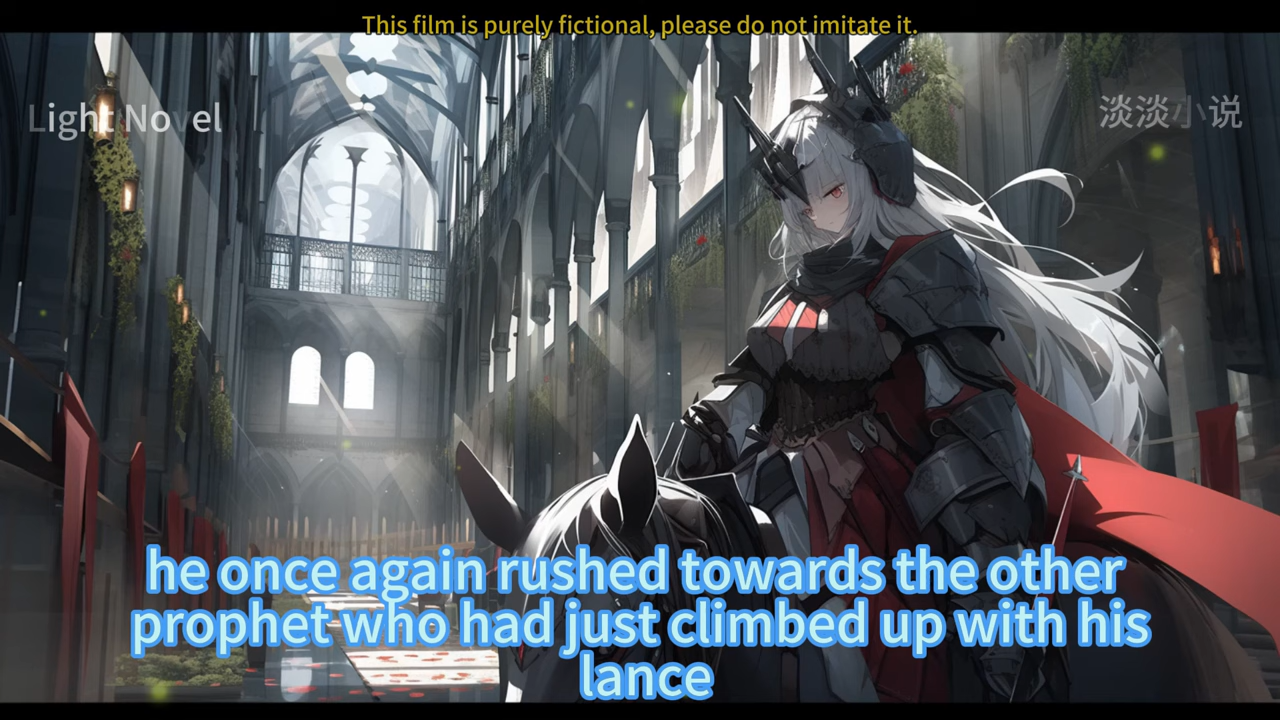 This film is purely fictional, please do not imitate it.
Light Novel
淡淡小说
he once again rushed towards the other
prophet who had just climbed up with his
lance